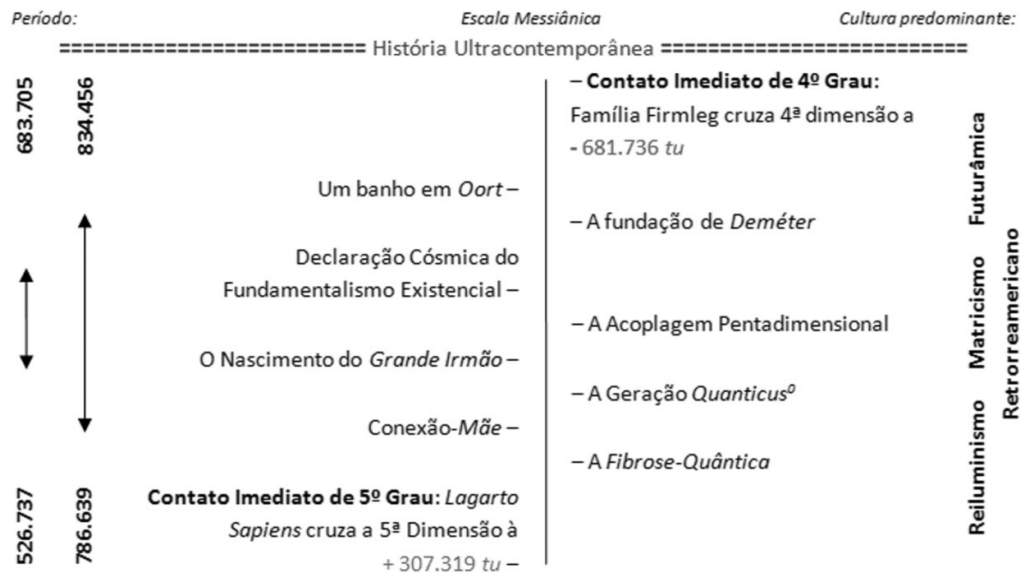 Período:
Escala Messiânica
Cultura predominante:
========================== História Ultracontemporânea ==========================
683.705
834.456
– Contato Imediato de 4º Grau:
Família Firmleg cruza 4ª dimensão a
- 681.736 tu
Um banho em Oort –
– A fundação de Deméter
Declaração Cósmica do
Fundamentalismo Existencial –
– A Acoplagem Pentadimensional
O Nascimento do Grande Irmão –
– A Geração Quanticus⁰
Conexão-Mãe –
– A Fibrose-Quântica
Contato Imediato de 5º Grau: Lagarto
Sapiens cruza a 5ª Dimensão à
+ 307.319 tu –
526.737
786.639
Reiluminismo Matricismo Futurâmica
Retrorreamericano